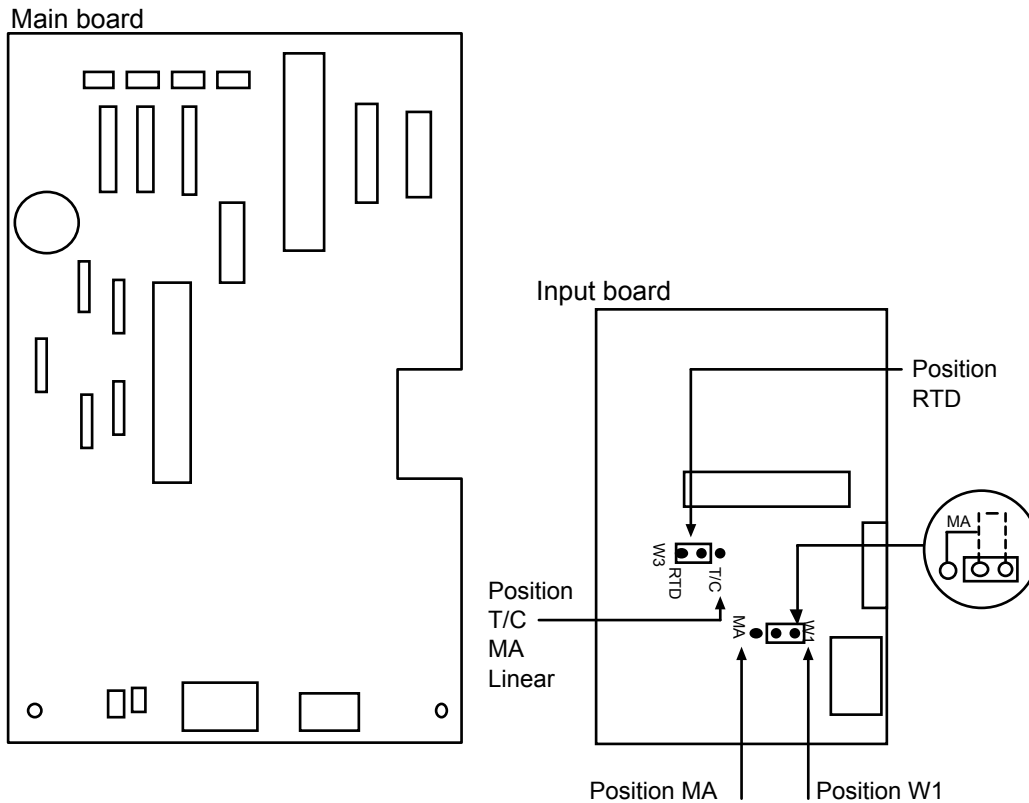 Main board
Input board
Position
RTD
MA
W3
RTD
T/C
Position
T/C
MA
Linear
MA
W1
Position MA
Position W1